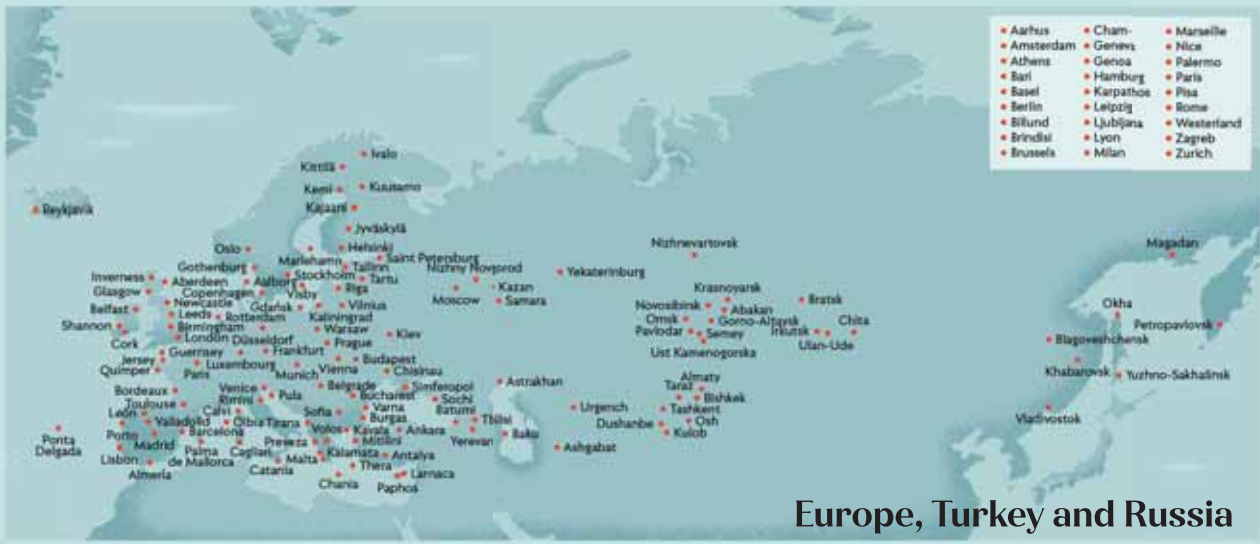 Aarhus
Amsterdam
Athens
Bari
Basel
Berlin
Billund
Brindisi
Brussels
Cham-
Geneva
Genoa
Hamburg
Karpathos
Leipzig
Ljubljana
Lyon
Milan
Marseille
Nice
Palermo
Paris
Pisa
Rome
Westerland
Zagreb
Zurich
Ivalo
Kittilä
Kemi
Kuusamo
Kajaani
Reykjavik
Jyväskylä
Oslo
Helsinki
Mariehamn
Saint Petersburg
Gothenburg
Tallinn
Nizhny Novgorod
Inverness
Aberdeen
Aalborg
Stockholm
Tartu
Yekaterinburg
Glasgow
Copenhagen
Visby
Riga
Kazan
Moscow
Samara
Newcastle
Belfast
Gdańsk
Vilnius
Leeds
Rotterdam
Kaliningrad
Shannon
Birmingham
Warsaw
Cork
London
Düsseldorf
Prague
Kiev
Guernsey
Frankfurt
Jersey
Luxembourg
Budapest
Quimper
Paris
Munich
Vienna
Chisinau
Bordeaux
Venice
Belgrade
Simferopol
Astrakhan
Toulouse
Rimini
Pula
Bucharest
Sochi
León
Calvi
Sofia
Varna
Batumi
Valladolid
Olbia
Tirana
Burgas
Tbilisi
Porto
Barcelona
Volos
Kavala
Ankara
Baku
Madrid
Preveza
Mitilini
Yerevan
Ponta
Delgada
Lisbon
Palma
de Mallorca
Cagliari
Malta
Kalamata
Antalya
Almería
Catania
Thera
Larnaca
Chania
Paphos
Nizhnevartovsk
Krasnoyarsk
Novosibirsk
Abakan
Bratsk
Omsk
Gorno-Altaysk
Chita
Pavlodar
Semey
Irkutsk
Ulan-Ude
Ust Kamenogorska
Almaty
Taraz
Bishkek
Urgench
Tashkent
Dushanbe
Osh
Kulob
Ashgabat
Magadan
Okha
Petropavlovsk
Blagoveshchensk
Khabarovsk
Yuzhno-Sakhalinsk
Vladivostok
Europe, Turkey and Russia